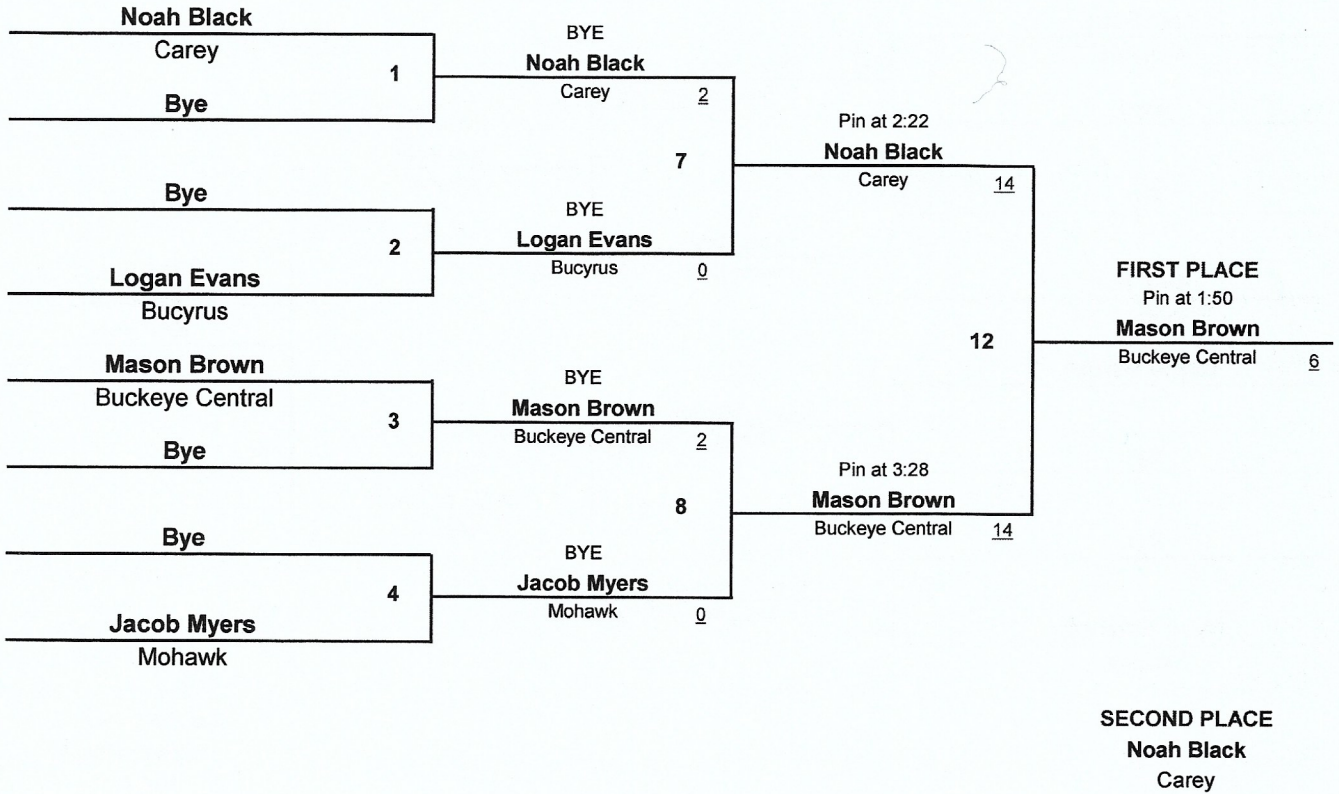 Noah Black
Carey
1
Bye
Bye
2
Logan Evans
Bucyrus
Mason Brown
Buckeye Central
3
Bye
Bye
4
Jacob Myers
Mohawk
BYE
Noah Black
Carey 2
7
BYE
Logan Evans
Bucyrus 0
BYE
Mason Brown
Buckeye Central 2
8
BYE
Jacob Myers
Mohawk 0
Pin at 2:22
Noah Black
Carey 14
12
Pin at 3:28
Mason Brown
Buckeye Central 14
FIRST PLACE
Pin at 1:50
Mason Brown
Buckeye Central 6
SECOND PLACE
Noah Black
Carey